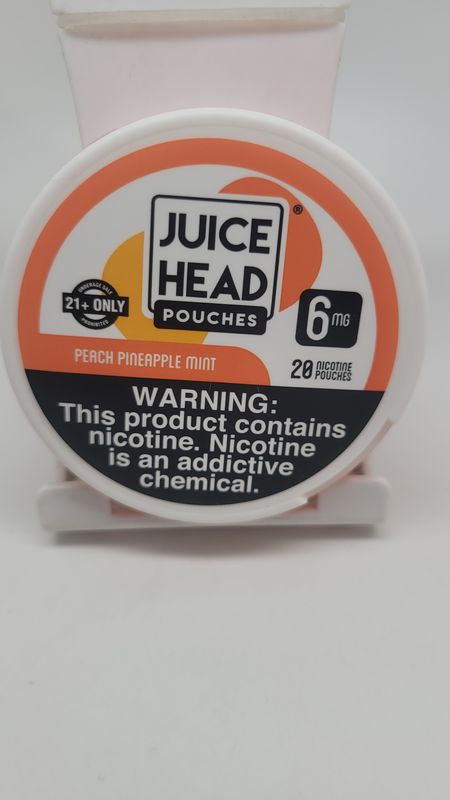 JUICE
HEAD
®
POUCHES
UNDERAGE SALE
21+ ONLY
PROHIBITED
6MG
PEACH PINEAPPLE MINT
20 NICOTINE
POUCHES
WARNING:
This product contains
nicotine. Nicotine
is an addictive
chemical.